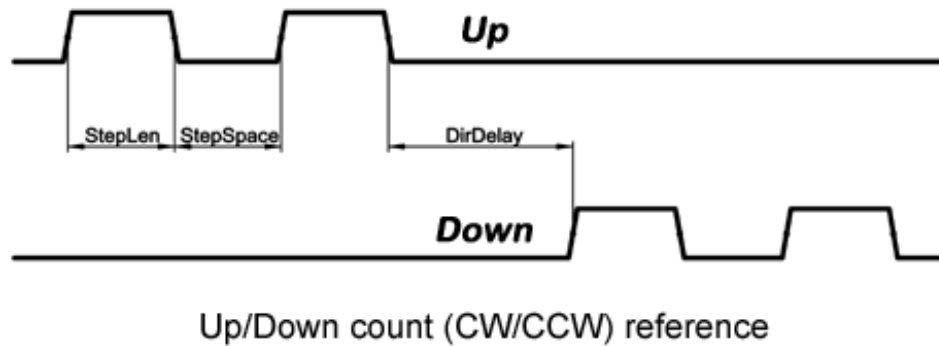 Up
StepLen StepSpace DirDelay
Down
Up/Down count (CW/CCW) reference